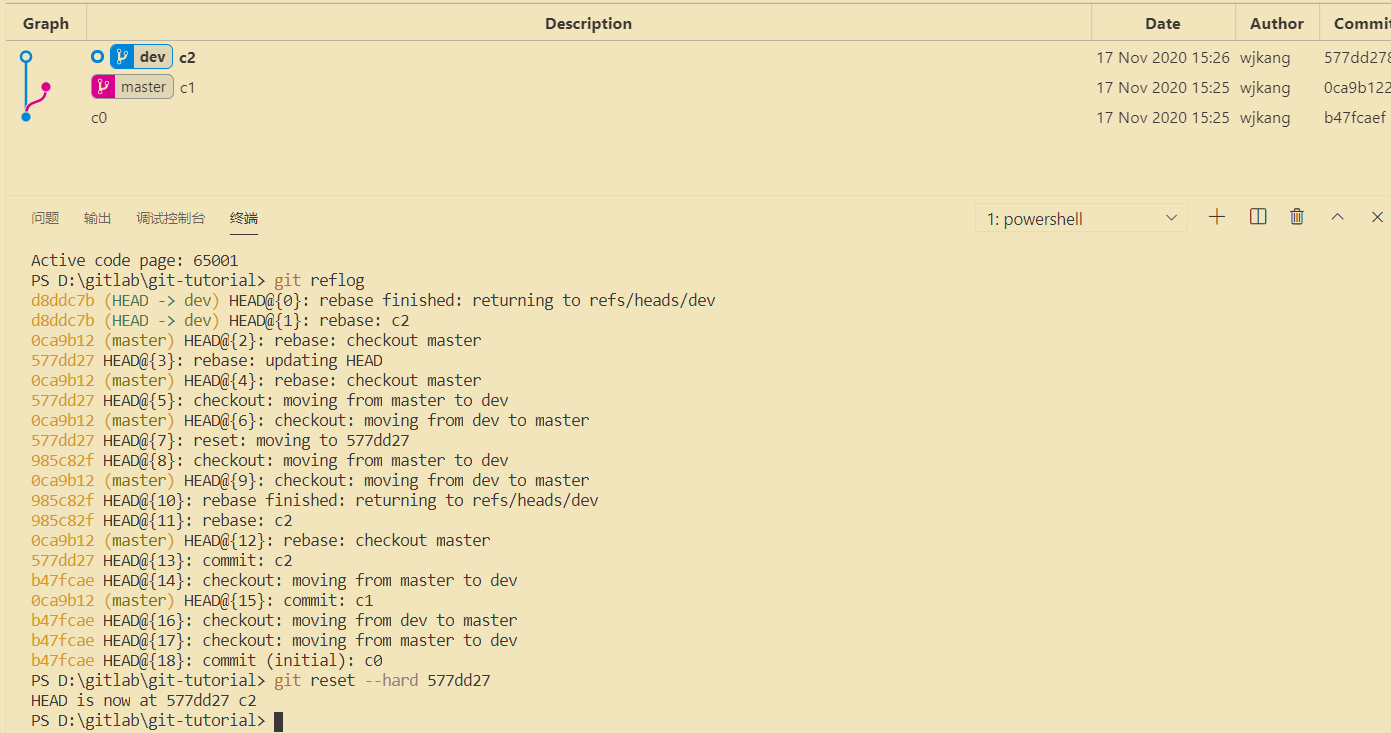 Graph Description Date Author Commit
dev c2 17 Nov 2020 15:26 wjkang 577dd278
master c1 17 Nov 2020 15:25 wjkang 0ca9b122
c0 17 Nov 2020 15:25 wjkang b47fcaef
问题 输出 调试控制台 终端 1: powershell
Active code page: 65001
PS D:\gitlab\git-tutorial> git reflog
d8ddc7b (HEAD -> dev) HEAD@{0}: rebase finished: returning to refs/heads/dev
d8ddc7b (HEAD -> dev) HEAD@{1}: rebase: c2
0ca9b12 (master) HEAD@{2}: rebase: checkout master
577dd27 HEAD@{3}: rebase: updating HEAD
0ca9b12 (master) HEAD@{4}: rebase: checkout master
577dd27 HEAD@{5}: checkout: moving from master to dev
0ca9b12 (master) HEAD@{6}: checkout: moving from dev to master
577dd27 HEAD@{7}: reset: moving to 577dd27
985c82f HEAD@{8}: checkout: moving from master to dev
0ca9b12 (master) HEAD@{9}: checkout: moving from dev to master
985c82f HEAD@{10}: rebase finished: returning to refs/heads/dev
985c82f HEAD@{11}: rebase: c2
0ca9b12 (master) HEAD@{12}: rebase: checkout master
577dd27 HEAD@{13}: commit: c2
b47fcae HEAD@{14}: checkout: moving from master to dev
0ca9b12 (master) HEAD@{15}: commit: c1
b47fcae HEAD@{16}: checkout: moving from dev to master
b47fcae HEAD@{17}: checkout: moving from master to dev
b47fcae HEAD@{18}: commit (initial): c0
PS D:\gitlab\git-tutorial> git reset --hard 577dd27
HEAD is now at 577dd27 c2
PS D:\gitlab\git-tutorial>